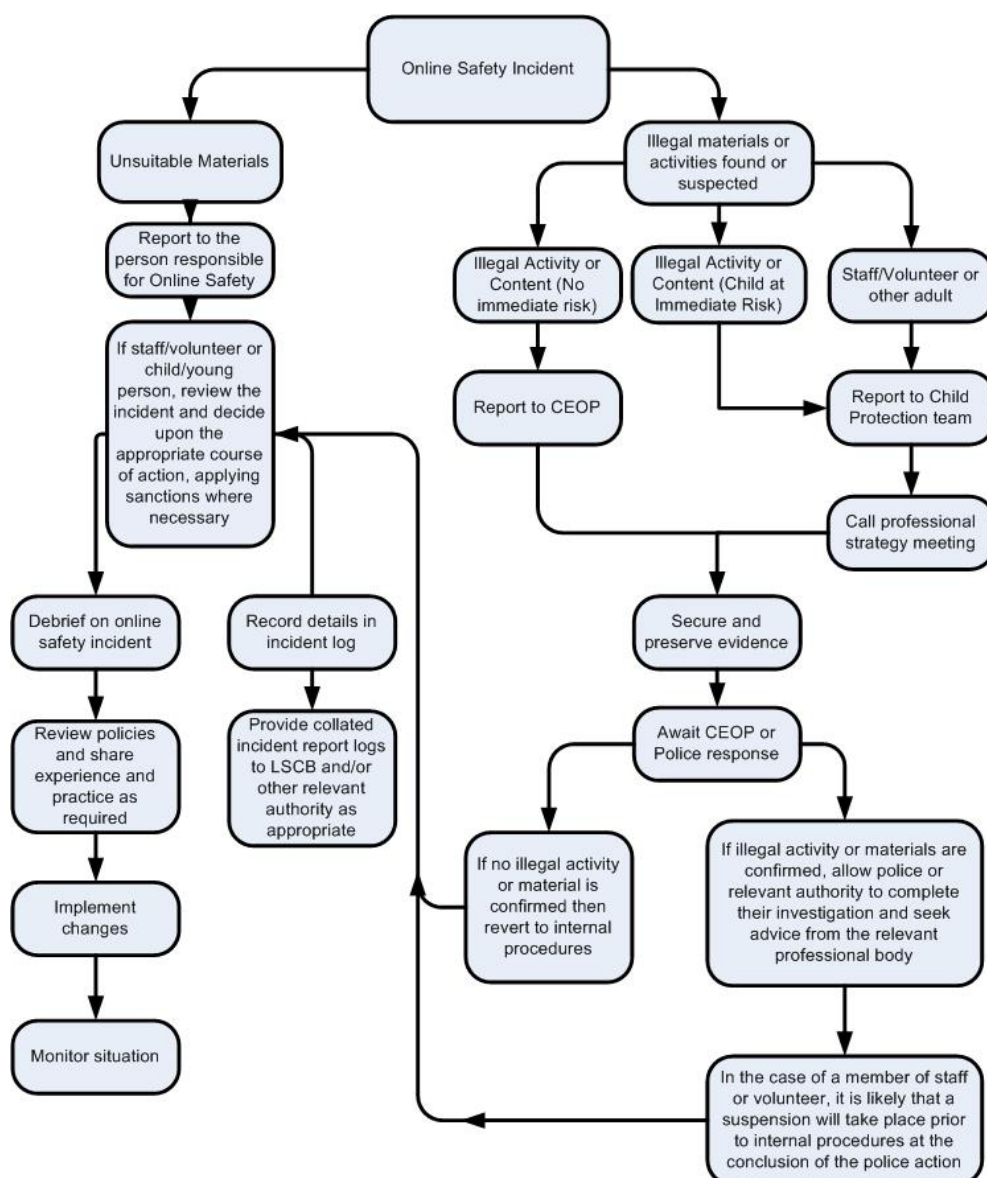 Online Safety Incident
Unsuitable Materials
Report to the
person responsible
for Online Safety
If staff/volunteer or
child/young
person, review the
incident and decide
upon the
appropriate course
of action, applying
sanctions where
necessary
Debrief on online
safety incident
Review policies
and share
experience and
practice as
required
Implement
changes
Monitor situation
Record details in
incident log
Provide collated
incident report logs
to LSCB and/or
other relevant
authority as
appropriate
Illegal materials or
activities found or
suspected
Illegal Activity or
Content (No
immediate risk)
Illegal Activity or
Content (Child at
Immediate Risk)
Staff/Volunteer or
other adult
Report to CEOP
Report to Child
Protection team
Call professional
strategy meeting
Secure and
preserve evidence
Await CEOP or
Police response
If no illegal activity
or material is
confirmed then
revert to internal
procedures
If illegal activity or materials are
confirmed, allow police or
relevant authority to complete
their investigation and seek
advice from the relevant
professional body
In the case of a member of staff
or volunteer, it is likely that a
suspension will take place prior
to internal procedures at the
conclusion of the police action